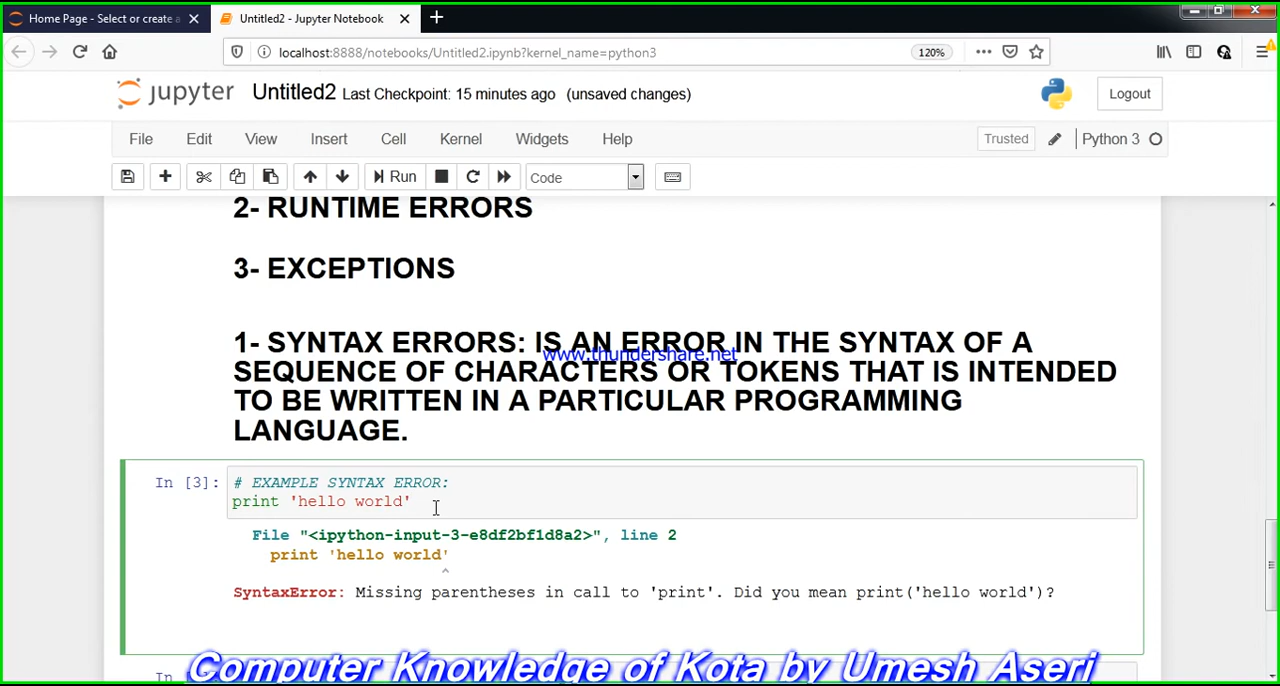 Home Page - Select or create a
Untitled2 - Jupyter Notebook
localhost:8888/notebooks/Untitled2.ipynb?kernel_name=python3
120%
jupyter Untitled2 Last Checkpoint: 15 minutes ago (unsaved changes)
Logout
File Edit View Insert Cell Kernel Widgets Help
Trusted
Python 3
Run
Code
2- RUNTIME ERRORS
3- EXCEPTIONS
1- SYNTAX ERRORS: IS AN ERROR IN THE SYNTAX OF A
www.thundershare.net
SEQUENCE OF CHARACTERS OR TOKENS THAT IS INTENDED
TO BE WRITTEN IN A PARTICULAR PROGRAMMING
LANGUAGE.
In [3]: # EXAMPLE SYNTAX ERROR:
print 'hello world'
File "<ipython-input-3-e8df2bf1d8a2>", line 2
print 'hello world'
^
SyntaxError: Missing parentheses in call to 'print'. Did you mean print('hello world')?
Computer Knowledge of Kota by Umesh Aseri